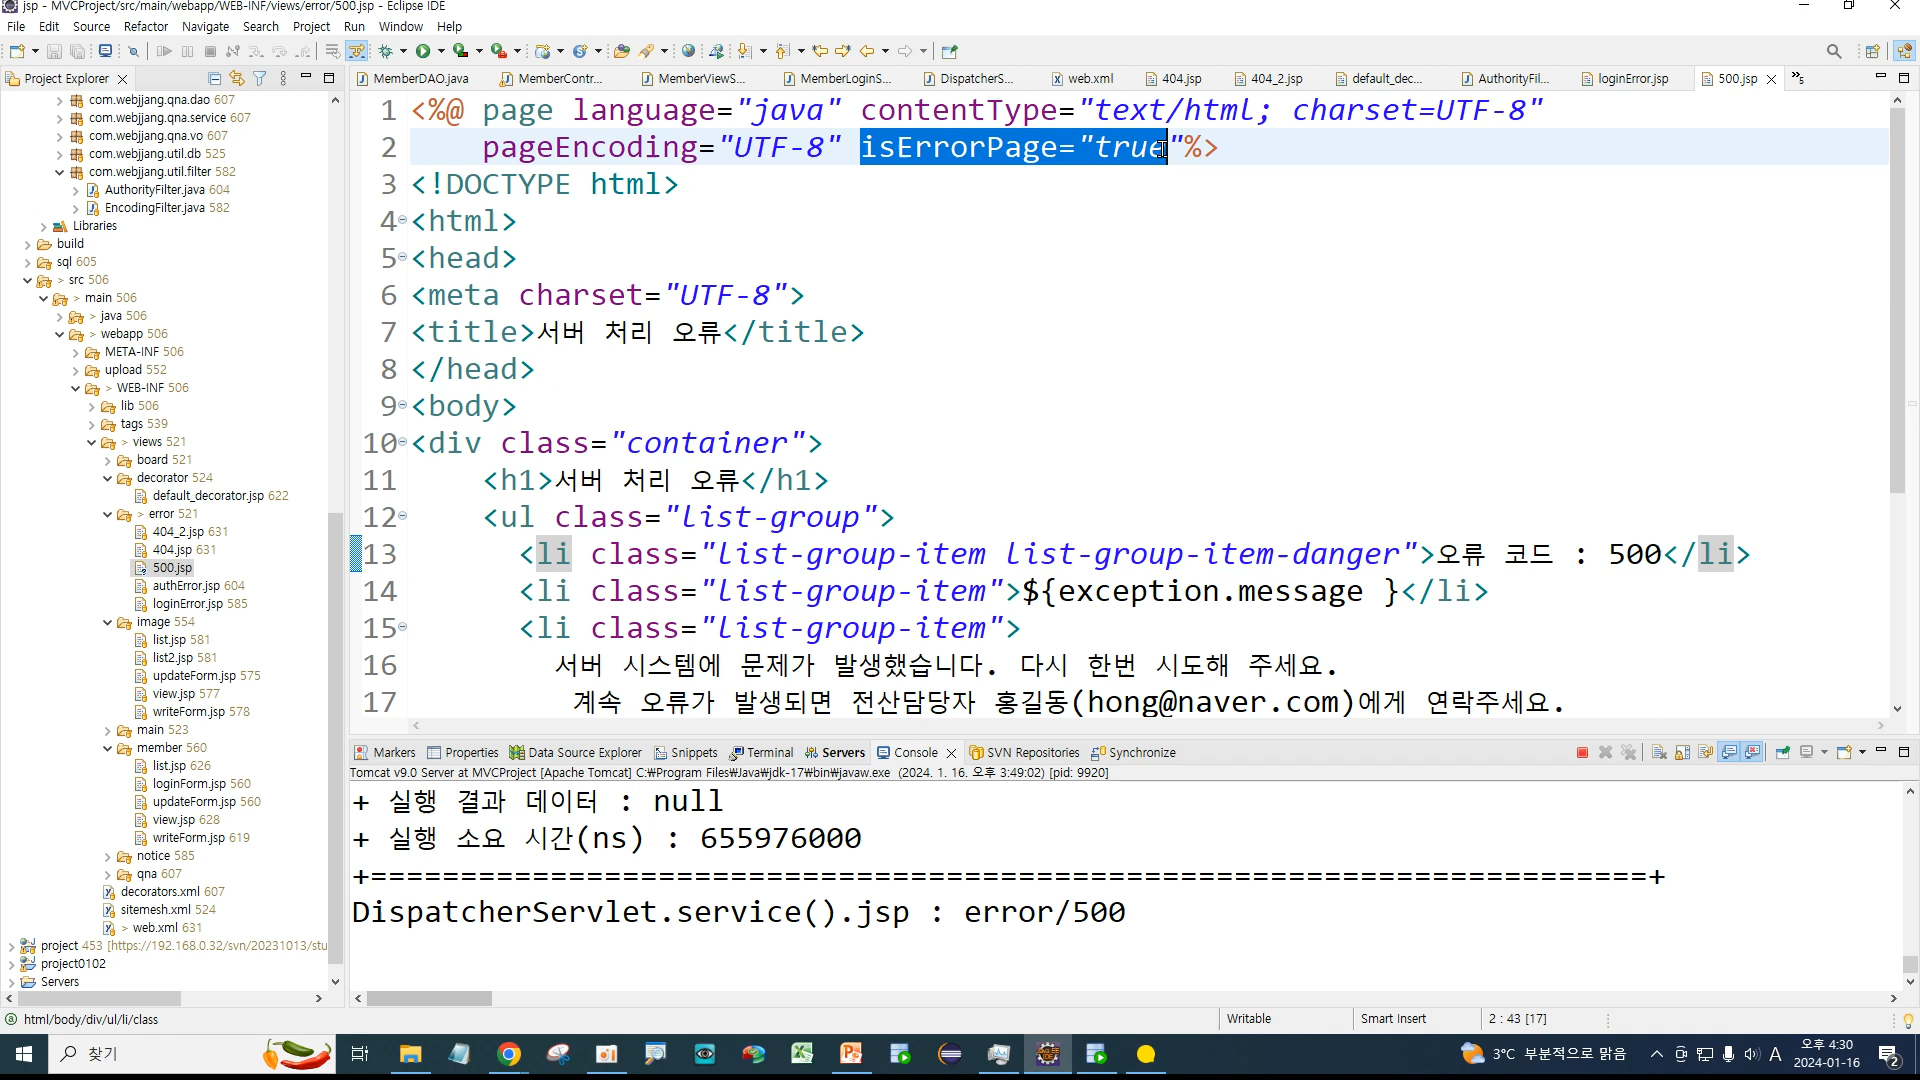 jsp - MVCProject/src/main/webapp/WEB-INF/views/error/500.jsp - Eclipse IDE
File Edit Source Refactor Navigate Search Project Run Window Help
Project Explorer
MemberDAO.java MemberContr... MemberViewS... MemberLoginS... DispatcherS... web.xml 404.jsp 404_2.jsp default_dec... AuthorityFil... loginError.jsp 500.jsp »5
com.webjjang.qna.dao 607
com.webjjang.qna.service 607
com.webjjang.qna.vo 607
com.webjjang.util.db 525
com.webjjang.util.filter 582
AuthorityFilter.java 604
EncodingFilter.java 582
Libraries
build
sql 605
> src 506
> main 506
> java 506
> webapp 506
META-INF 506
upload 552
> WEB-INF 506
lib 506
tags 539
> views 521
board 521
decorator 524
default_decorator.jsp 622
> error 521
404_2.jsp 631
404.jsp 631
500.jsp
authError.jsp 604
loginError.jsp 585
image 554
list.jsp 581
list2.jsp 581
updateForm.jsp 575
view.jsp 577
writeForm.jsp 578
main 523
member 560
list.jsp 626
loginForm.jsp 560
updateForm.jsp 560
view.jsp 628
writeForm.jsp 619
notice 585
qna 607
decorators.xml 607
sitemesh.xml 524
> web.xml 631
project 453 [https://192.168.0.32/svn/20231013/stu
project0102
Servers
1 <%@ page language="java" contentType="text/html; charset=UTF-8"
2 pageEncoding="UTF-8" isErrorPage="true"%>
3 <!DOCTYPE html>
4 <html>
5 <head>
6 <meta charset="UTF-8">
7 <title>서버 처리 오류</title>
8 </head>
9 <body>
10 <div class="container">
11 <h1>서버 처리 오류</h1>
12 <ul class="list-group">
13 <li class="list-group-item list-group-item-danger">오류 코드 : 500</li>
14 <li class="list-group-item">${exception.message }</li>
15 <li class="list-group-item">
16 서버 시스템에 문제가 발생했습니다. 다시 한번 시도해 주세요.
17 계속 오류가 발생되면 전산담당자 홍길동(hong@naver.com)에게 연락주세요.
Markers Properties Data Source Explorer Snippets Terminal Servers Console SVN Repositories Synchronize
Tomcat v9.0 Server at MVCProject [Apache Tomcat] C:₩Program Files₩Java₩jdk-17₩bin₩javaw.exe (2024. 1. 16. 오후 3:49:02) [pid: 9920]
+ 실행 결과 데이터 : null
+ 실행 소요 시간(ns) : 655976000
+========================================================================+
DispatcherServlet.service().jsp : error/500
html/body/div/ul/li/class
Writable Smart Insert 2 : 43 [17]
찾기
3°C 부분적으로 맑음
A
오후 4:30
2024-01-16
2